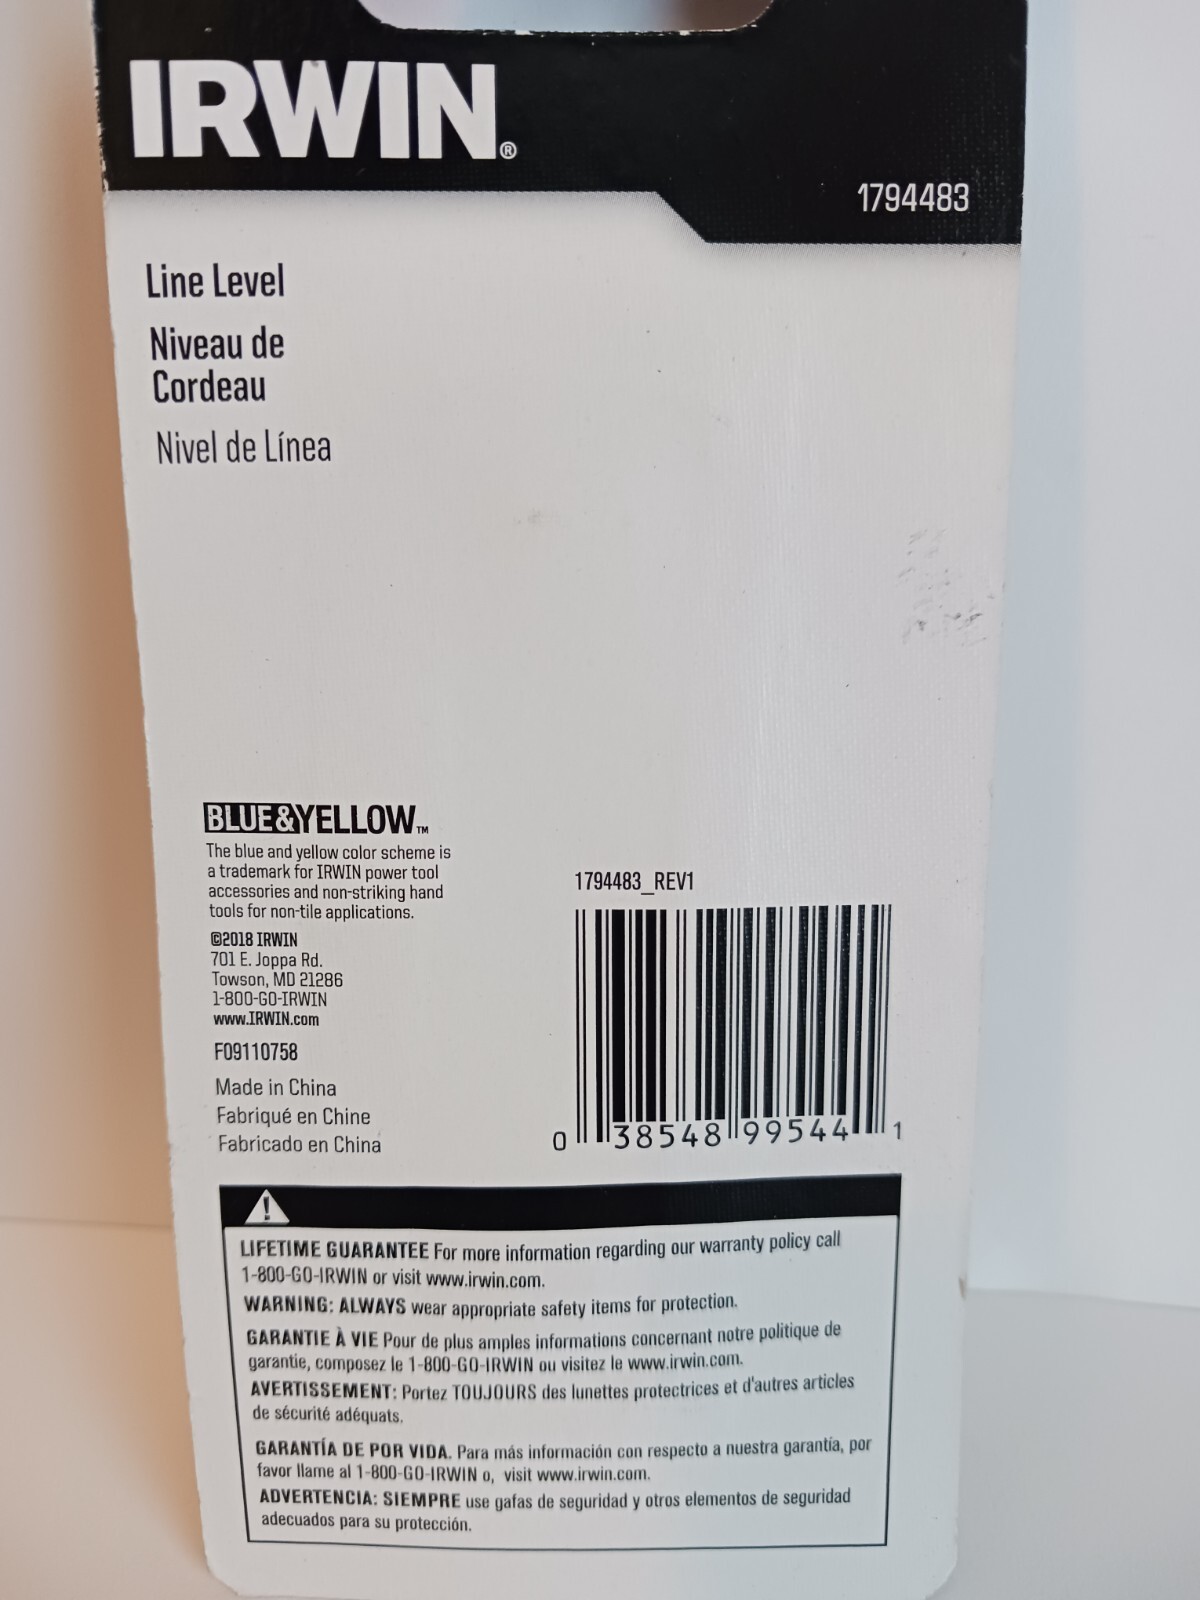 IRWIN®
1794483
Line Level
Niveau de
Cordeau
Nivel de Línea
BLUE&YELLOW™
The blue and yellow color scheme is
a trademark for IRWIN power tool
accessories and non-striking hand
tools for non-tile applications.
©2018 IRWIN
701 E. Joppa Rd.
Towson, MD 21286
1-800-GO-IRWIN
www.IRWIN.com
F09110758
Made in China
Fabriqué en Chine
Fabricado en China
1794483_REV1
0 38548 99544 1
LIFETIME GUARANTEE For more information regarding our warranty policy call
1-800-GO-IRWIN or visit www.irwin.com.
WARNING: ALWAYS wear appropriate safety items for protection.
GARANTIE À VIE Pour de plus amples informations concernant notre politique de
garantie, composez le 1-800-GO-IRWIN ou visitez le www.irwin.com.
AVERTISSEMENT: Portez TOUJOURS des lunettes protectrices et d'autres articles
de sécurité adéquats.
GARANTÍA DE POR VIDA. Para más información con respecto a nuestra garantía, por
favor llame al 1-800-GO-IRWIN o, visit www.irwin.com.
ADVERTENCIA: SIEMPRE use gafas de seguridad y otros elementos de seguridad
adecuados para su protección.